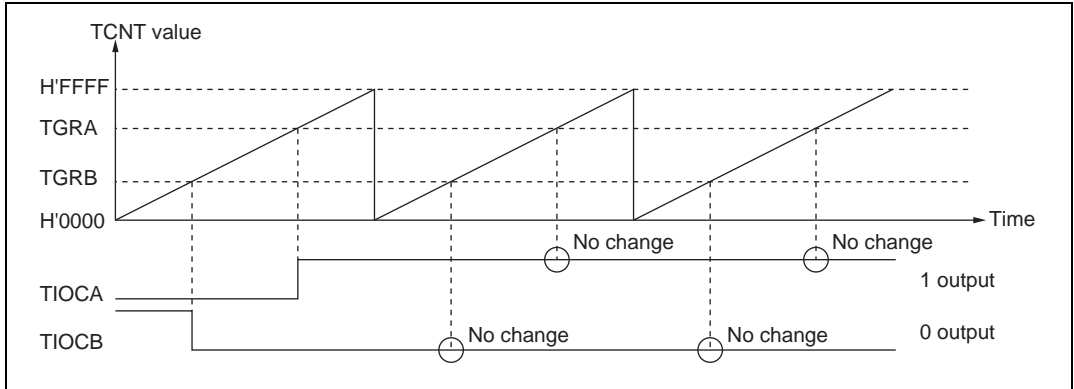 TCNT value
H'FFFF
TGRA
TGRB
H'0000
Time
No change
No change
1 output
TIOCA
No change
No change
0 output
TIOCB